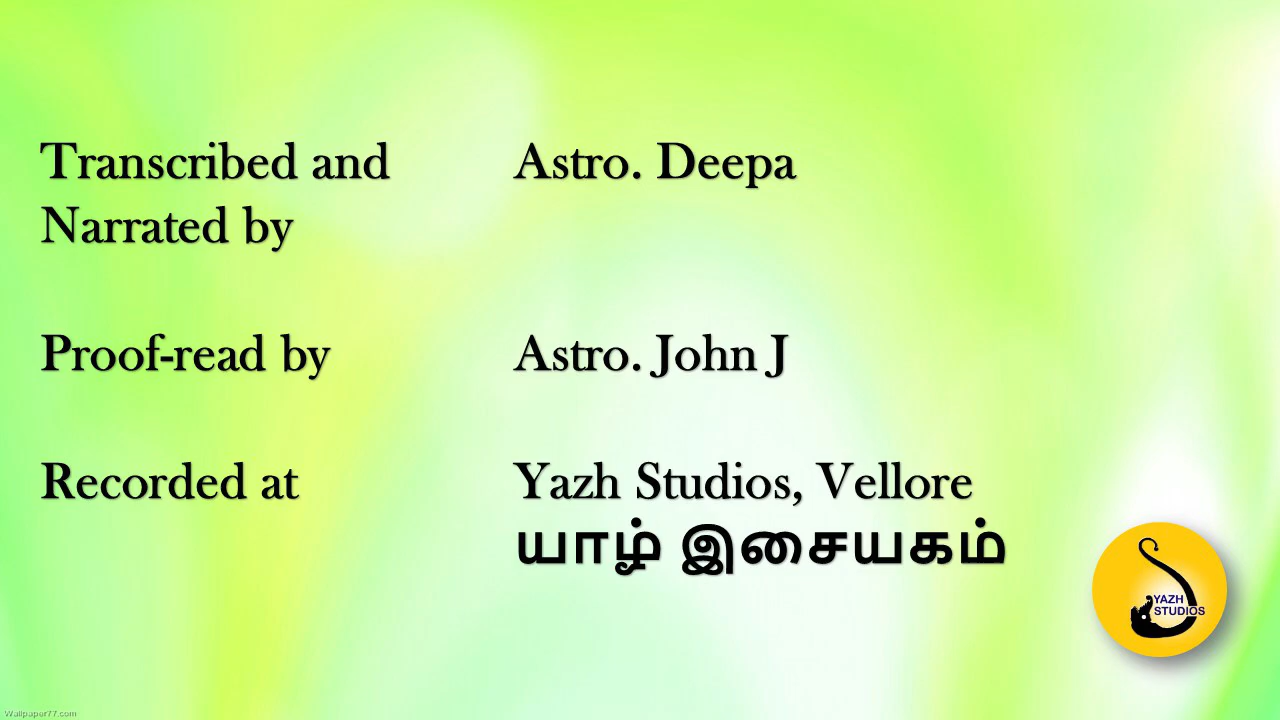 Transcribed and Narrated by
Astro. Deepa
Proof-read by
Astro. John J
Recorded at
Yazh Studios, Vellore
யாழ் இசையகம்
YAZH
STUDIOS
Wallpaper77.com